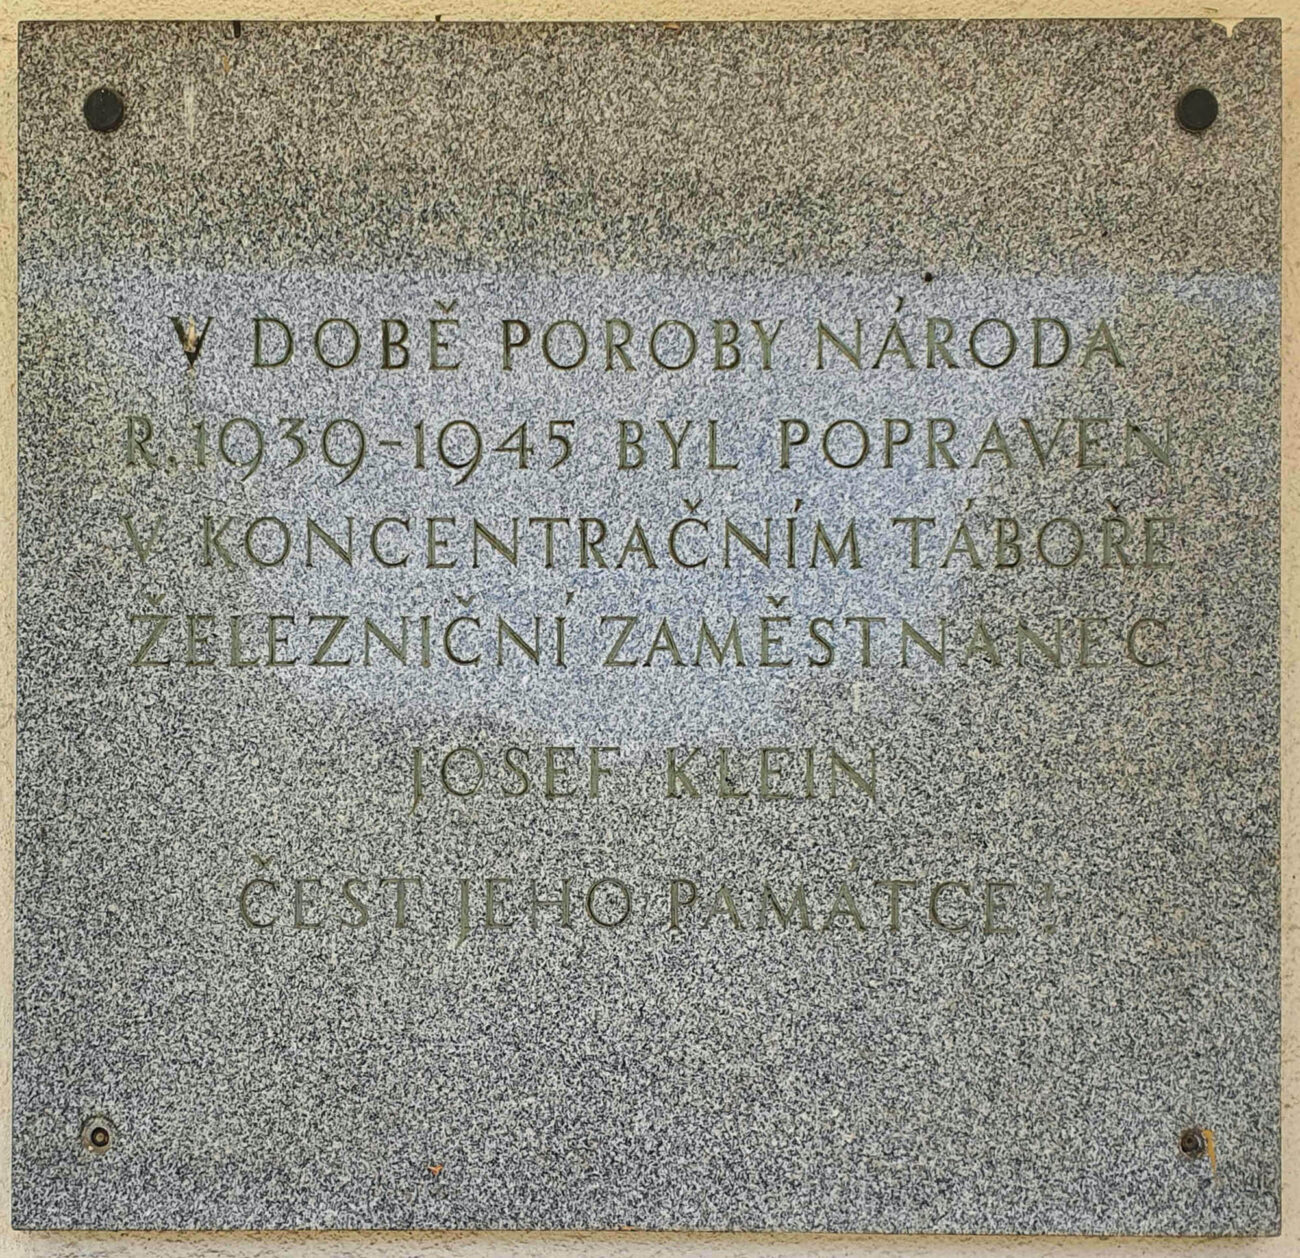 V DOBĚ POROBY NÁRODA
R. 1939-1945 BYL POPRAVEN
V KONCENTRAČNÍM TÁBOŘE
ŽELEZNIČNÍ ZAMĚSTNANEC
JOSEF KLEIN
ČEST JEHO PAMÁTCE!